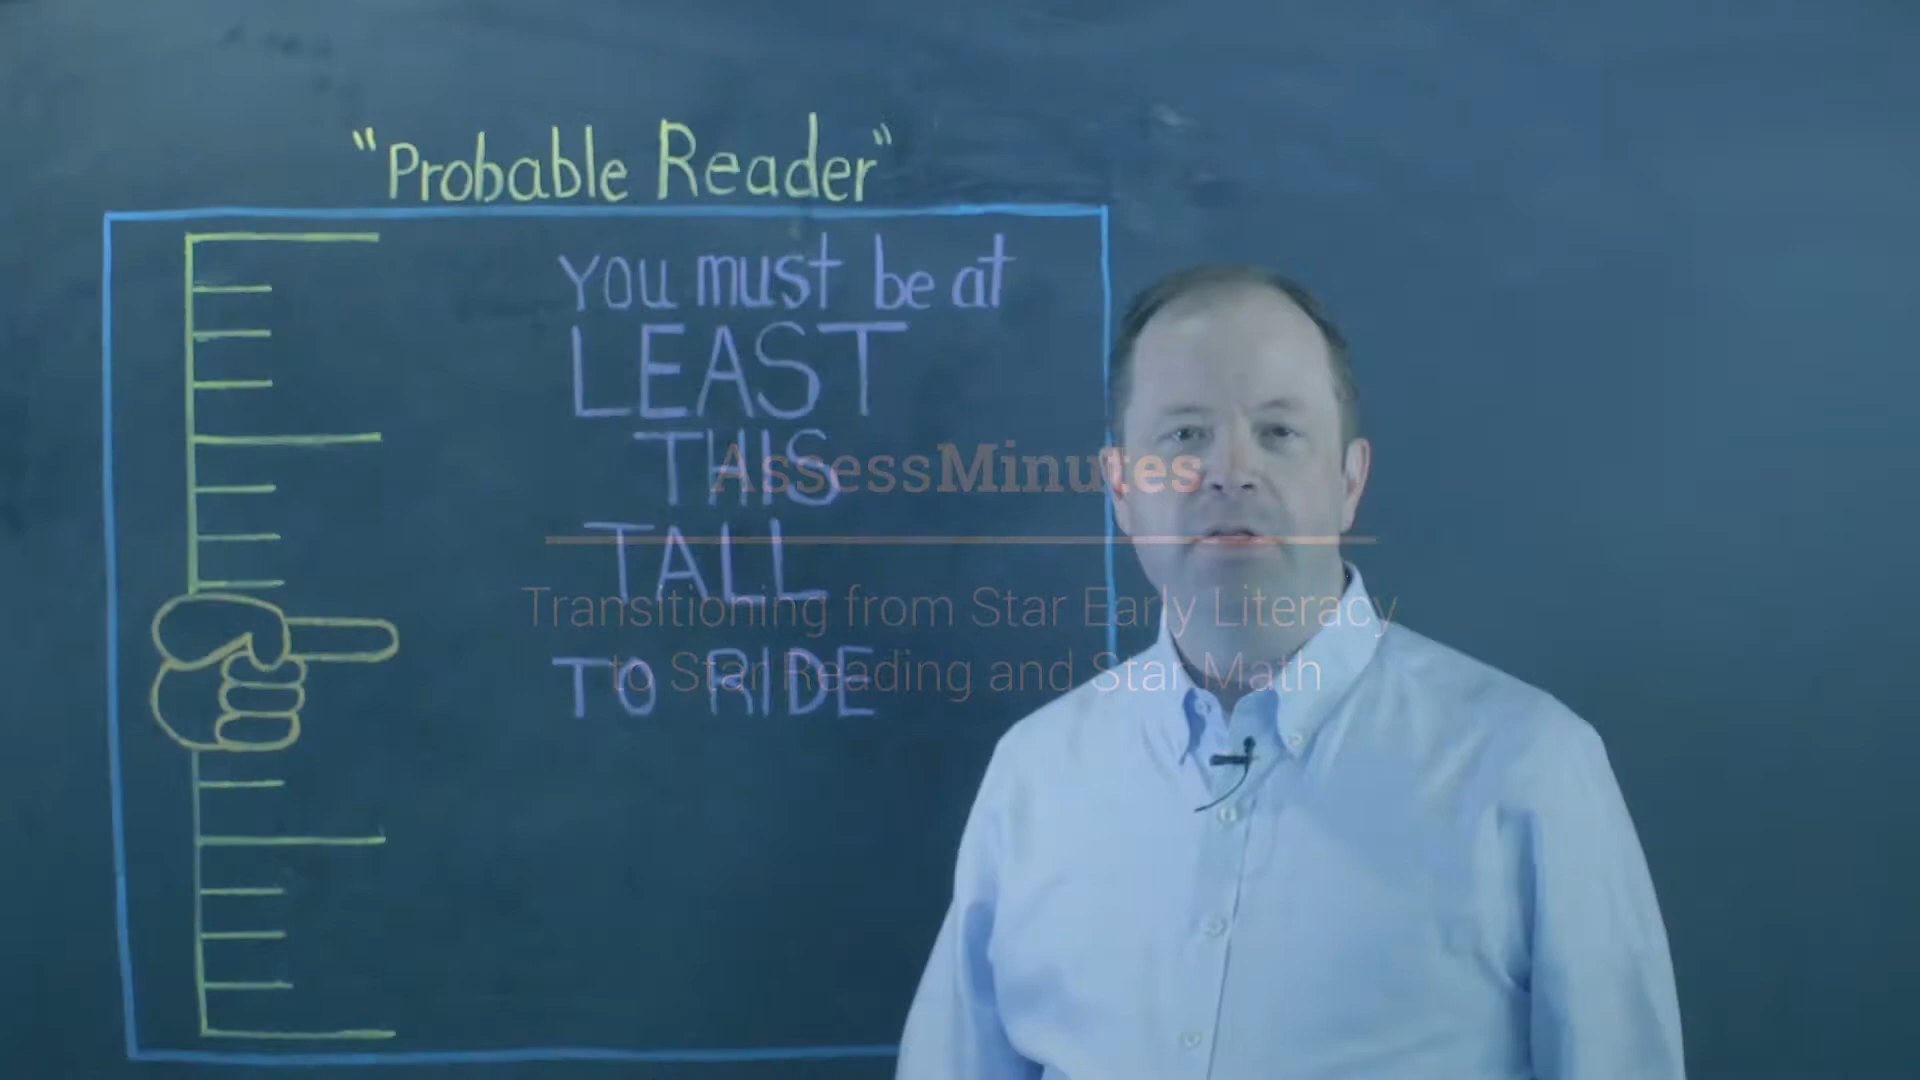 "Probable Reader"
You must be at
LEAST
THIS
TALL
TO RIDE
AssessMinutes
Transitioning from Star Early Literacy
to Star Reading and Star Math